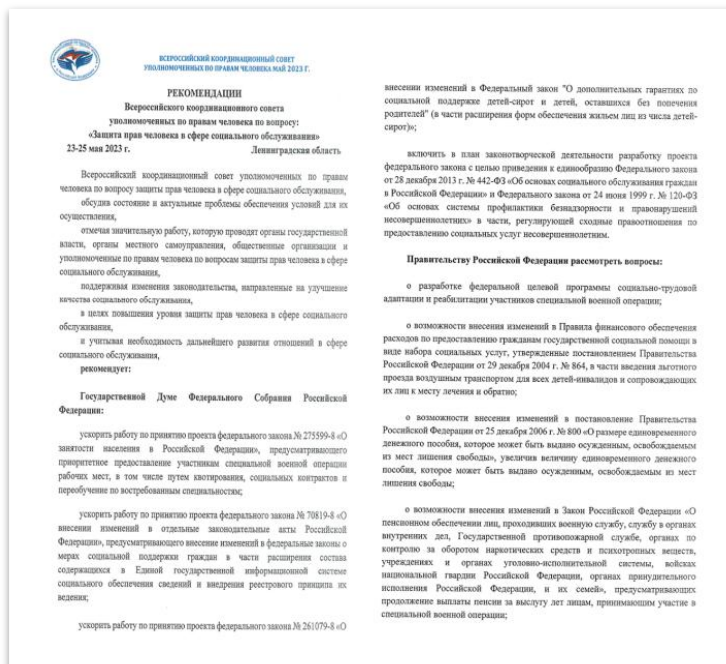 ВСЕРОССИЙСКИЙ КООРДИНАЦИОННЫЙ СОВЕТ
УПОЛНОМОЧЕННЫХ ПО ПРАВАМ ЧЕЛОВЕКА МАЙ 2023 Г.
РЕКОМЕНДАЦИИ
Всероссийского координационного совета
уполномоченных по правам человека по вопросу:
«Защита прав человека в сфере социального обслуживания»
23-25 мая 2023 г. Ленинградская область
Всероссийский координационный совет уполномоченных по правам
человека по вопросу защиты прав человека в сфере социального обслуживания,
обсудив состояние и актуальные проблемы обеспечения условий для их
осуществления,
отмечая значительную работу, которую проводят органы государственной
власти, органы местного самоуправления, общественные организации и
уполномоченные по правам человека по вопросам защиты прав человека в сфере
социального обслуживания,
поддерживая изменения законодательства, направленные на улучшение
качества социального обслуживания,
в целях повышения уровня защиты прав человека в сфере социального
обслуживания,
и учитывая необходимость дальнейшего развития отношений в сфере
социального обслуживания,
рекомендует:
Государственной Думе Федерального Собрания Российской
Федерации:
ускорить работу по принятию проекта федерального закона № 275599-8 «О
занятости населения в Российской Федерации», предусматривающего
приоритетное предоставление участникам специальной военной операции
рабочих мест, в том числе путем квотирования, социальных контрактов и
переобучение по востребованным специальностям;
ускорить работу по принятию проекта федерального закона № 70819-8 «О
внесении изменений в отдельные законодательные акты Российской
Федерации», предусматривающего внесение изменений в федеральные законы о
мерах социальной поддержки граждан в части расширения состава
содержащихся в Единой государственной информационной системе
социального обеспечения сведений и внедрения реестрового принципа их
ведения;
ускорить работу по принятию проекта федерального закона № 261079-8 «О
внесении изменений в Федеральный закон "О дополнительных гарантиях по
социальной поддержке детей-сирот и детей, оставшихся без попечения
родителей" (в части расширения форм обеспечения жильем лиц из числа детей-
сирот)»;
включить в план законотворческой деятельности разработку проекта
федерального закона с целью приведения к единообразию Федерального закона
от 28 декабря 2013 г. № 442-ФЗ «Об основах социального обслуживания граждан
в Российской Федерации» и Федерального закона от 24 июня 1999 г. № 120-ФЗ
«Об основах системы профилактики безнадзорности и правонарушений
несовершеннолетних» в части, регулирующей сходные правоотношения по
предоставлению социальных услуг несовершеннолетним.
Правительству Российской Федерации рассмотреть вопросы:
о разработке федеральной целевой программы социально-трудовой
адаптации и реабилитации участников специальной военной операции;
о возможности внесения изменений в Правила финансового обеспечения
расходов по предоставлению гражданам государственной социальной помощи в
виде набора социальных услуг, утвержденные постановлением Правительства
Российской Федерации от 29 декабря 2004 г. № 864, в части введения льготного
проезда воздушным транспортом для всех детей-инвалидов и сопровождающих
их лиц к месту лечения и обратно;
о возможности внесения изменений в постановление Правительства
Российской Федерации от 25 декабря 2006 г. № 800 «О размере единовременного
денежного пособия, которое может быть выдано осужденным, освобождаемым
из мест лишения свободы», увеличив величину единовременного денежного
пособия, которое может быть выдано осужденным, освобождаемым из мест
лишения свободы;
о возможности внесения изменений в Закон Российской Федерации «О
пенсионном обеспечении лиц, проходивших военную службу, службу в органах
внутренних дел, Государственной противопожарной службе, органах по
контролю за оборотом наркотических средств и психотропных веществ,
учреждениях и органах уголовно-исполнительной системы, войсках
национальной гвардии Российской Федерации, органах принудительного
исполнения Российской Федерации, и их семей», предусматривающих
продолжение выплаты пенсии за выслугу лет лицам, принимающим участие в
специальной военной операции;